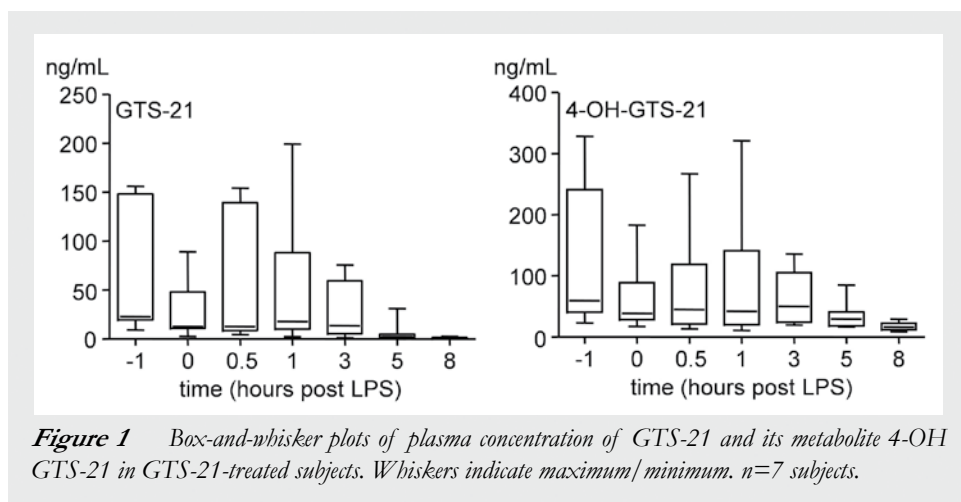 ng/mL
250
GTS-21
200
150
100
50
0
-1 0 0.5 1 3 5 8
time (hours post LPS)
ng/mL
400
4-OH-GTS-21
300
200
100
0
-1 0 0.5 1 3 5 8
time (hours post LPS)
Figure 1 Box-and-whisker plots of plasma concentration of GTS-21 and its metabolite 4-OH
GTS-21 in GTS-21-treated subjects. Whiskers indicate maximum/minimum. n=7 subjects.